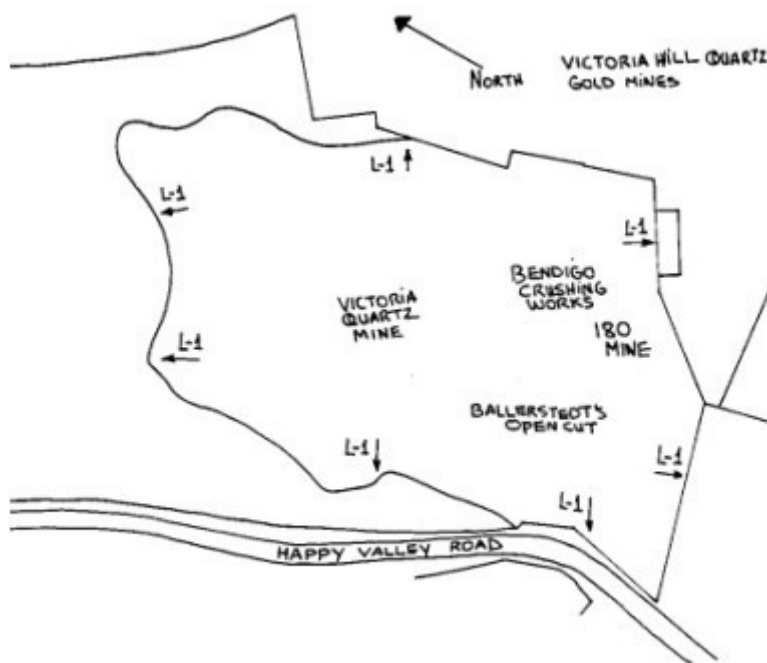 VICTORIA HILL QUARTZ
GOLD MINES
NORTH
L-1
L-1
L-1
BENDIGO
CRUSHING
WORKS
VICTORIA
QUARTZ
MINE
180
MINE
L-1
BALLERSTEDT'S
OPEN CUT
L-1
L-1
L-1
HAPPY VALLEY ROAD